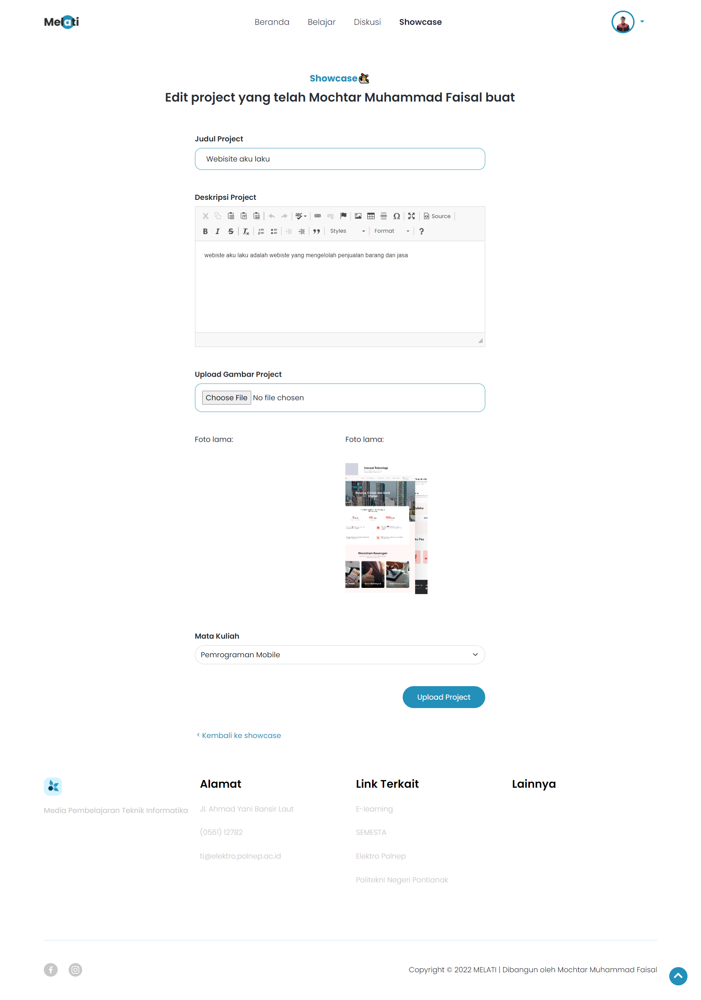 Melati
Beranda Belajar Diskusi Showcase
Showcase
Edit project yang telah Mochtar Muhammad Faisal buat
Judul Project
Webisite aku laku
Deskripsi Project
Source
Styles Format
webiste aku laku adalah webiste yang mengelolah penjualan barang dan jasa
Upload Gambar Project
Choose File No file chosen
Foto lama: Foto lama:
Inovasi Teknologi
Belanja, Cicilan dan Bank
Digital
5 40 150
ku Pay
Ekosistem Keuangan
Mata Kuliah
Pemrograman Mobile
Upload Project
< Kembali ke showcase
Media Pembelajaran Teknik Informatika
Alamat
Jl. Ahmad Yani Bansir Laut
(0561) 12782
ti@elektro.polnep.ac.id
Link Terkait
E-learning
SEMESTA
Elektro Polnep
Politekni Negeri Pontianak
Lainnya
Copyright © 2022 MELATI | Dibangun oleh Mochtar Muhammad Faisal